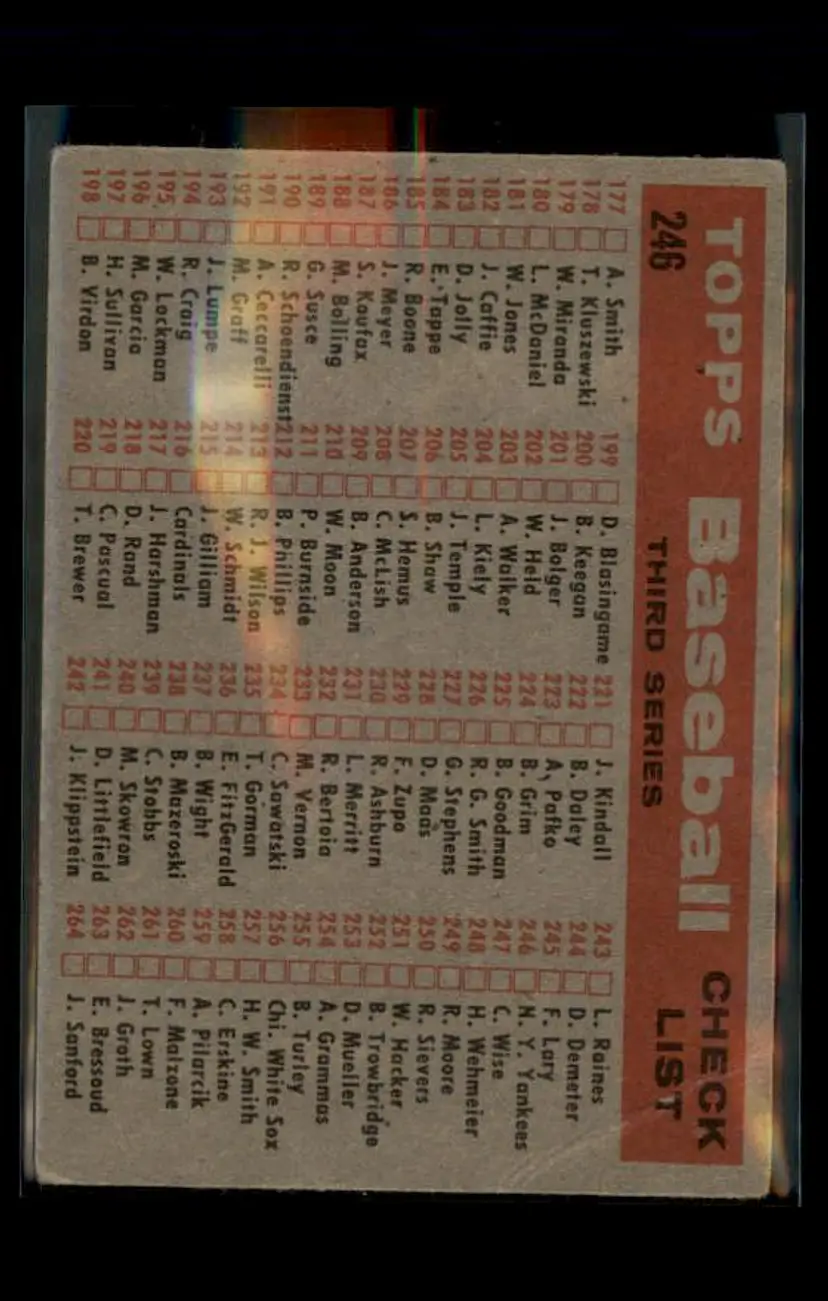 TOPPS Baseball CHECK LIST
246
THIRD SERIES
177 A. Smith
178 T. Kluszewski
179 W. Miranda
180 L. McDaniel
181 W. Jones
182 J. Caffie
183 D. Jolly
184 E. Tappe
185 R. Boone
186 J. Meyer
187 S. Koufax
188 M. Bolling
189 G. Susce
190 R. Schoendienst
191 A. Ceccarelli
192 M. Graff
193 J. Lumpe
194 R. Craig
195 W. Lockman
196 M. Garcia
197 H. Sullivan
198 B. Virdon
199 D. Blasingame
200 B. Keegan
201 J. Bolger
202 W. Held
203 A. Walker
204 L. Kiely
205 J. Temple
206 B. Shaw
207 S. Hemus
208 C. McLish
209 B. Anderson
210 W. Moon
211 P. Burnside
212 B. Phillips
213 R. J. Wilson
214 W. Schmidt
215 J. Gilliam
216 Cardinals
217 J. Harshman
218 D. Rand
219 C. Pascual
220 T. Brewer
221 J. Kindall
222 B. Daley
223 A. Pafko
224 B. Grim
225 B. Goodman
226 R. G. Smith
227 G. Stephens
228 D. Maas
229 F. Zupo
230 R. Ashburn
231 L. Merritt
232 R. Bertoia
233 M. Vernon
234 C. Sawatski
235 T. Gorman
236 E. FitzGerald
237 B. Wight
238 B. Mazeroski
239 C. Stobbs
240 M. Skowron
241 D. Littlefield
242 J. Klippstein
243 L. Raines
244 D. Demeter
245 F. Lary
246 N. Y. Yankees
247 C. Wise
248 H. Wehmeier
249 R. Moore
250 R. Sievers
251 W. Hacker
252 B. Trowbridge
253 D. Mueller
254 A. Grammas
255 B. Turley
256 Chi. White Sox
257 H. W. Smith
258 C. Erskine
259 A. Pilarcik
260 F. Malzone
261 T. Lown
262 J. Groth
263 E. Bressoud
264 J. Sanford